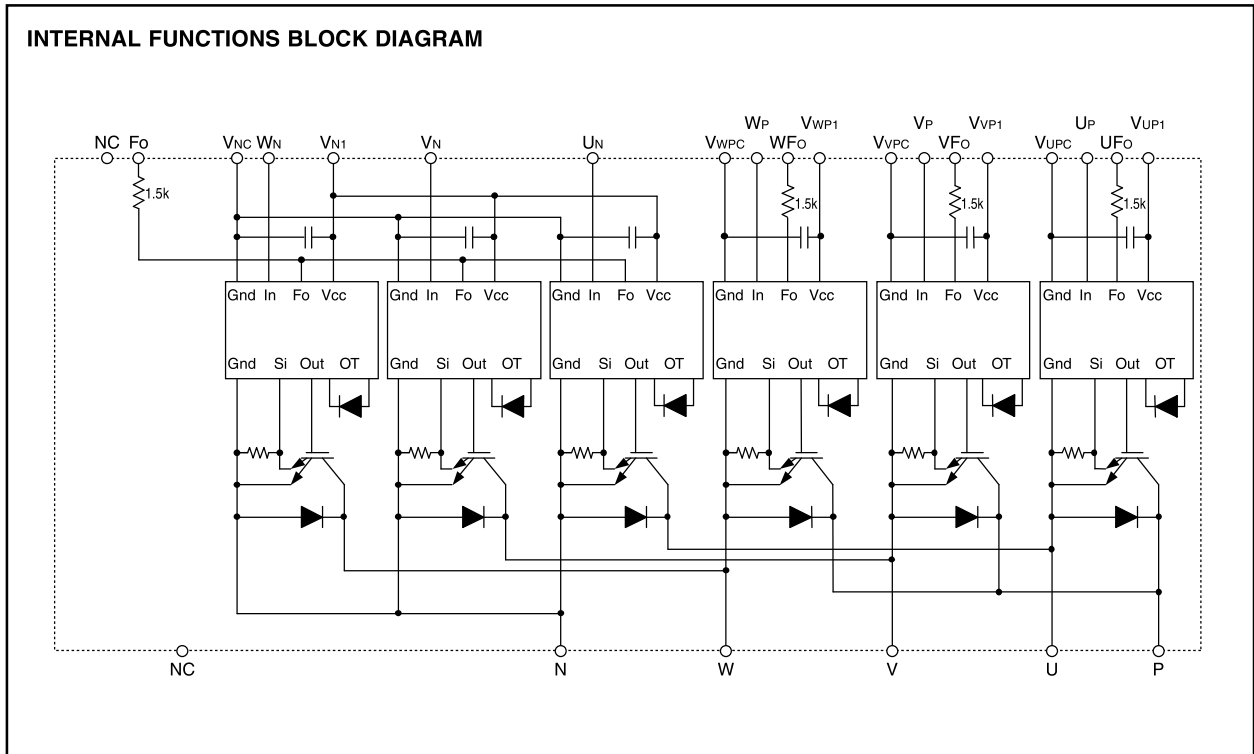 INTERNAL FUNCTIONS BLOCK DIAGRAM
WP VWP1 VP VVP1 UP VUP1
NC Fo VNC WN VN1 VN UN VWPC WFO VVPC VFO VUPC UFO
1.5k 1.5k 1.5k 1.5k
Gnd In Fo Vcc Gnd In Fo Vcc Gnd In Fo Vcc Gnd In Fo Vcc Gnd In Fo Vcc Gnd In Fo Vcc
Gnd Si Out OT Gnd Si Out OT Gnd Si Out OT Gnd Si Out OT Gnd Si Out OT Gnd Si Out OT
NC N W V U P